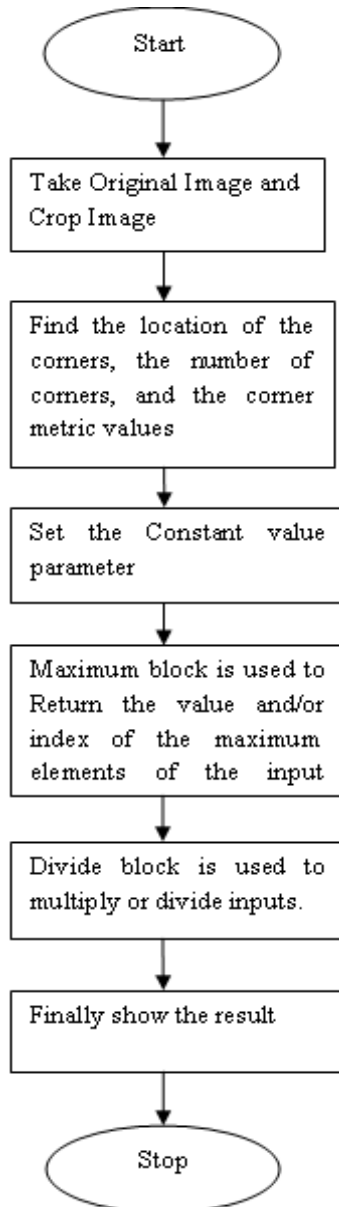 Start
Take Original Image and
Crop Image
Find the location of the
corners, the number of
corners, and the corner
metric values
Set the Constant value
parameter
Maximum block is used to
Return the value and/or
index of the maximum
elements of the input
Divide block is used to
multiply or divide inputs.
Finally show the result
Stop